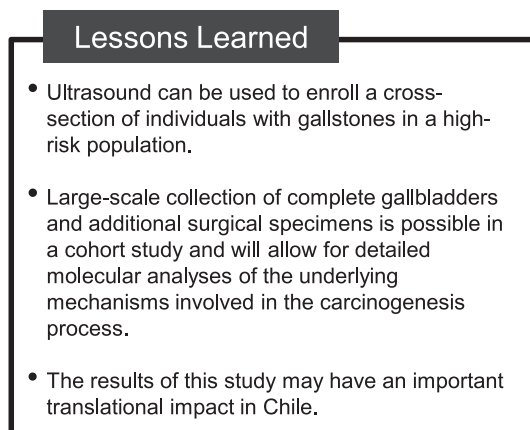 Lessons Learned
• Ultrasound can be used to enroll a cross-
section of individuals with gallstones in a high-
risk population.
• Large-scale collection of complete gallbladders
and additional surgical specimens is possible in
a cohort study and will allow for detailed
molecular analyses of the underlying
mechanisms involved in the carcinogenesis
process.
• The results of this study may have an important
translational impact in Chile.